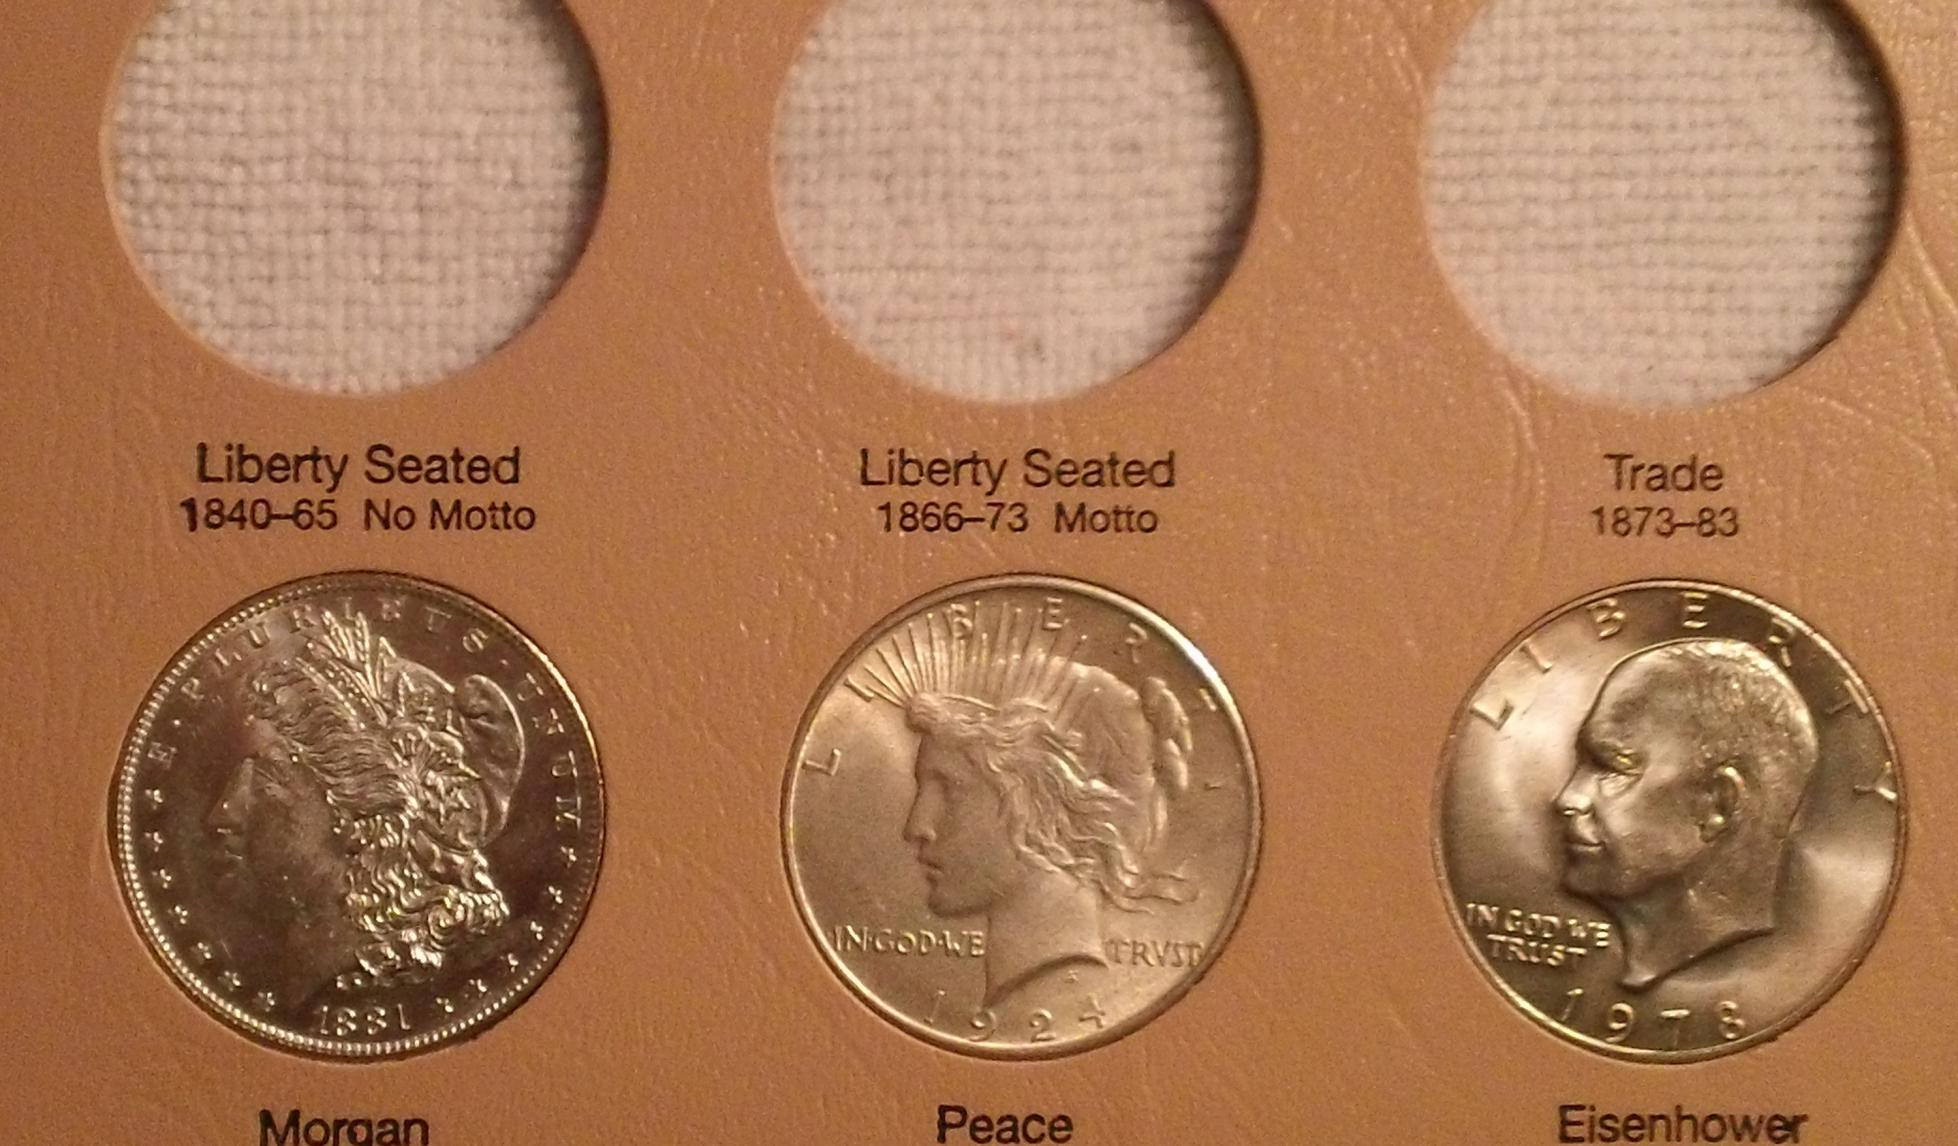 Liberty Seated
1840–65 No Motto
Liberty Seated
1866–73 Motto
Trade
1873–83
E·PLURIBUS·UNUM
1881
LIBERTY
IN·GOD·WE TRVST
1924
LIBERTY
IN GOD WE
TRUST
1978
Morgan
Peace
Eisenhower